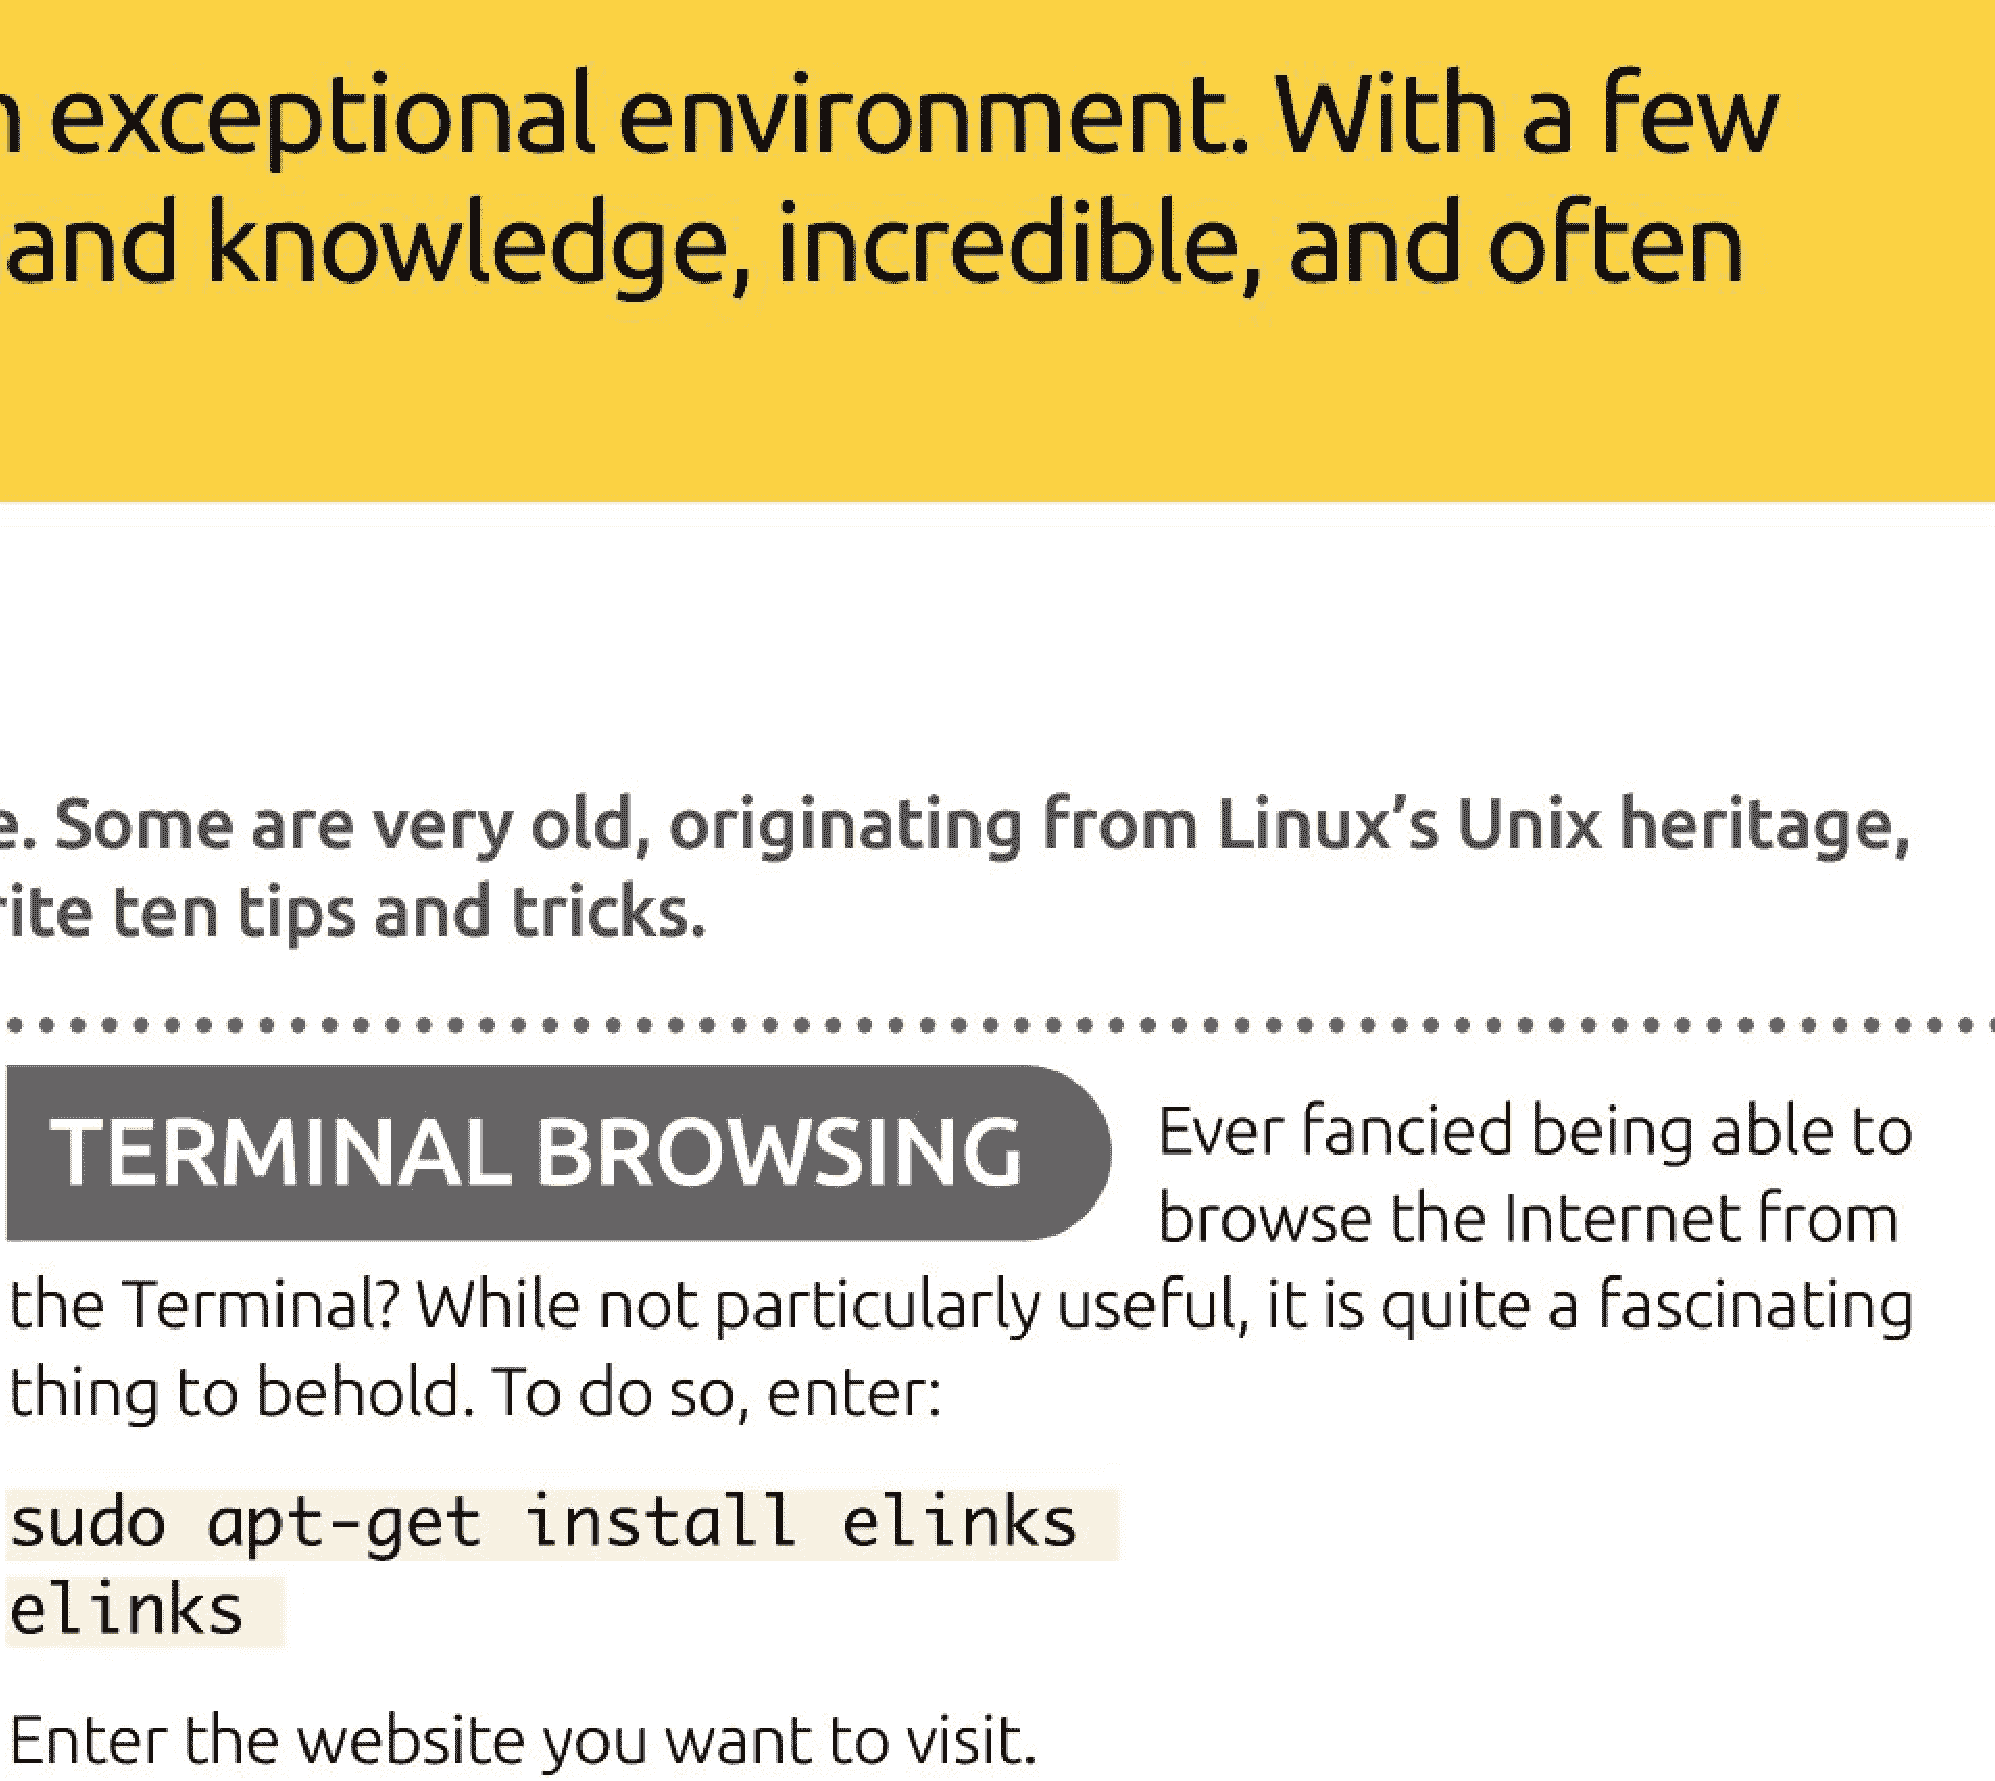 exceptional environment. With a few
and knowledge, incredible, and often
Some are very old, originating from Linux’s Unix heritage,
ten tips and tricks.
TERMINAL BROWSING
Ever fancied being able to
browse the Internet from
the Terminal? While not particularly useful, it is quite a fascinating
thing to behold. To do so, enter:
sudo apt-get install elinks
elinks
Enter the website you want to visit.